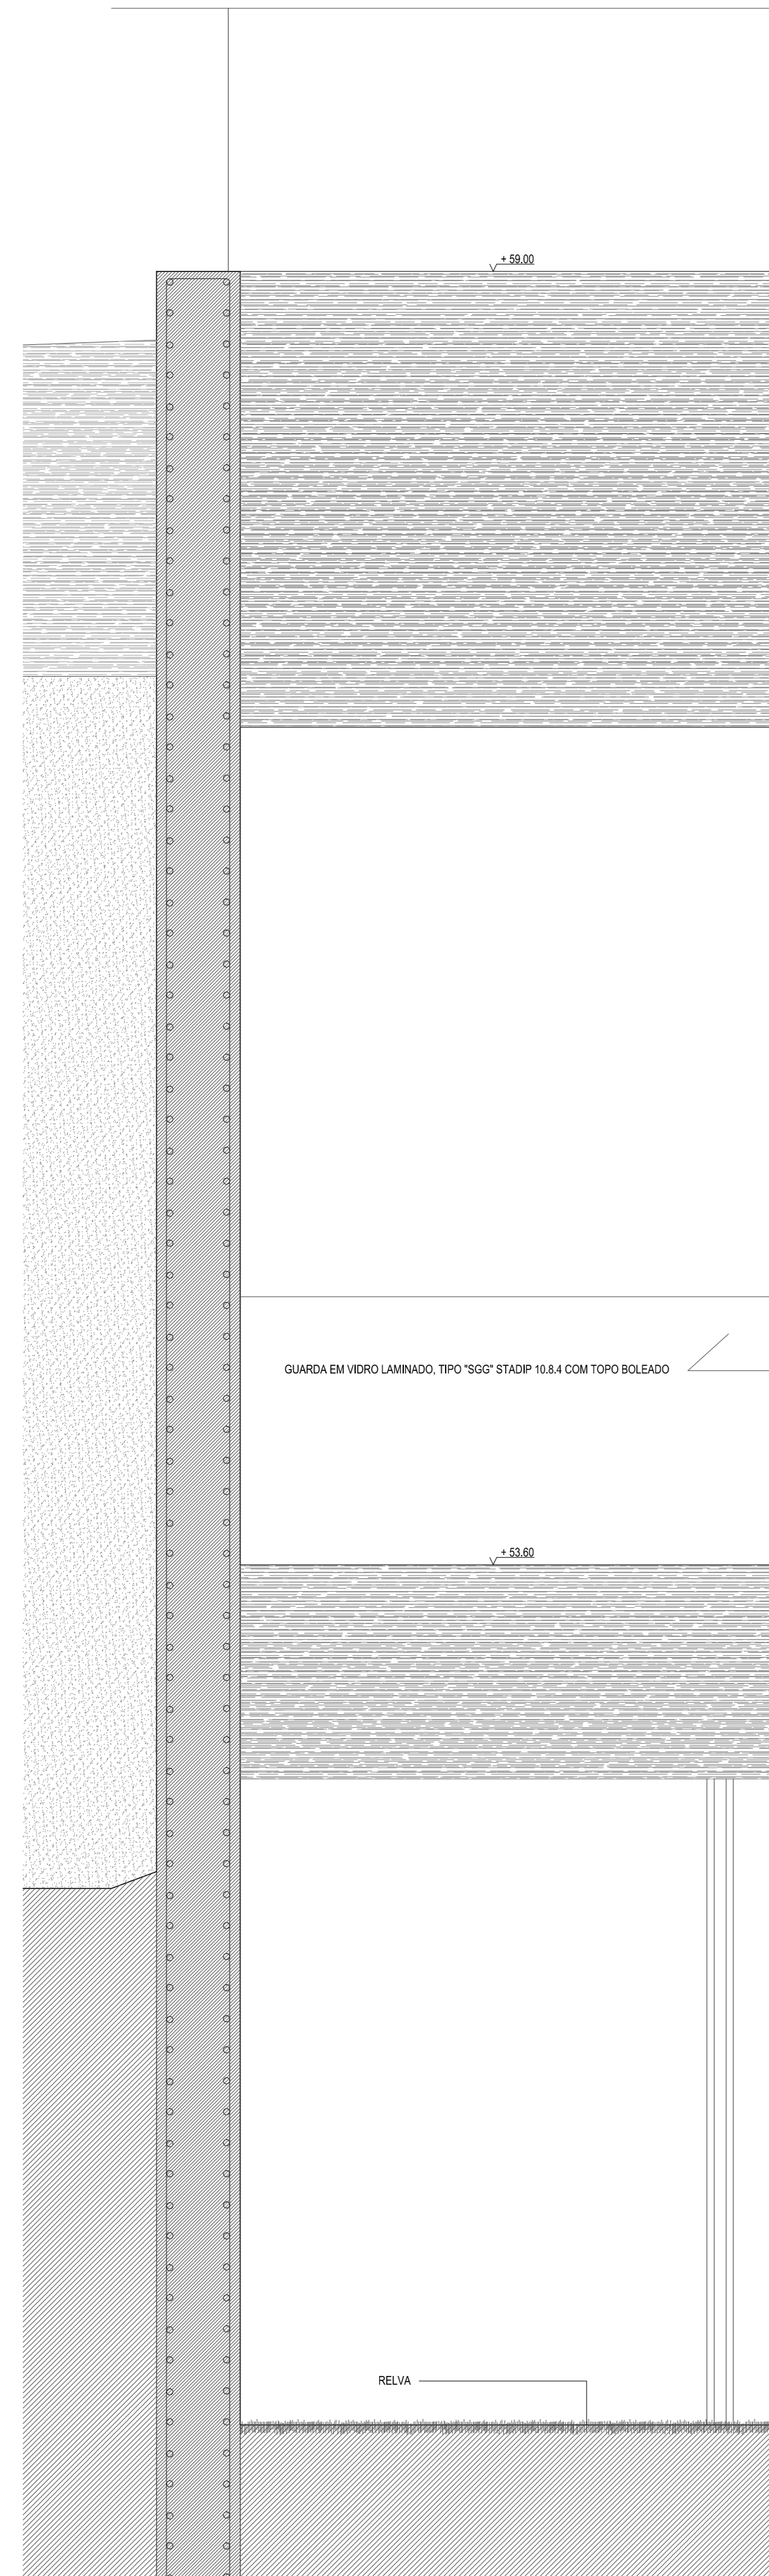 + 59.00
GUARDA EM VIDRO LAMINADO, TIPO "SGG" STADIP 10.8.4 COM TOPO BOLEADO
+ 53.60
RELVA